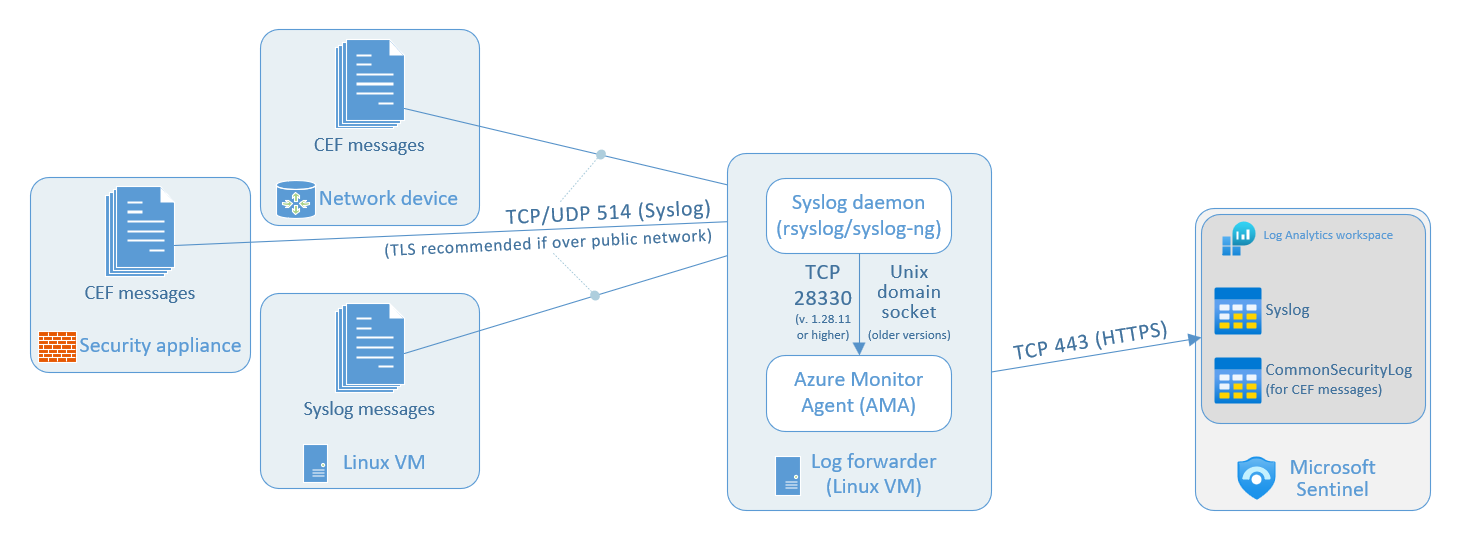 CEF messages
Network device
CEF messages
Security appliance
Syslog messages
Linux VM
TCP/UDP 514 (Syslog)
(TLS recommended if over public network)
Syslog daemon
(rsyslog/syslog-ng)
TCP
28330
(v. 1.28.11
or higher)
Unix
domain
socket
(older versions)
Azure Monitor
Agent (AMA)
Log forwarder
(Linux VM)
TCP 443 (HTTPS)
Log Analytics workspace
Syslog
CommonSecurityLog
(for CEF messages)
Microsoft
Sentinel